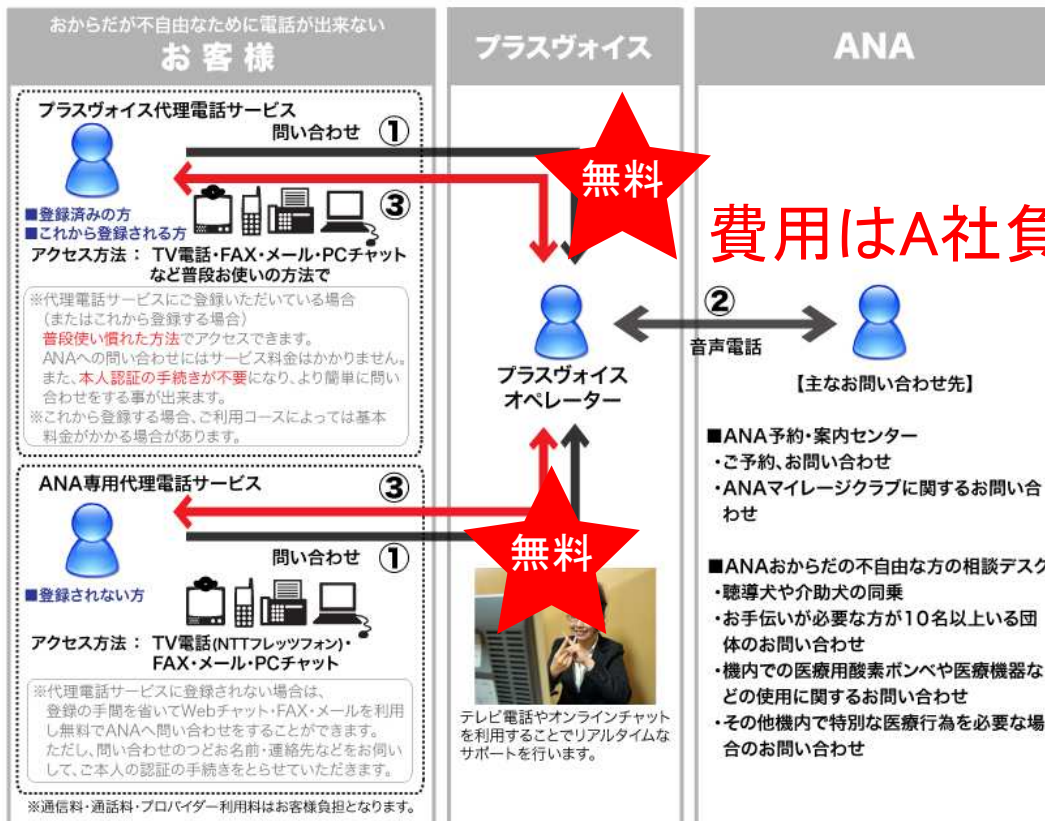 おからだが不自由なために電話が出来ない
お客様
プラスヴォイス
ANA
プラスヴォイス代理電話サービス
問い合わせ ①
無料
③
■登録済みの方
■これから登録される方
アクセス方法： TV電話・FAX・メール・PCチャット
など普段お使いの方法で
※代理電話サービスにご登録いただいている場合
（またはこれから登録する場合）
普段使い慣れた方法でアクセスできます。
ANAへの問い合わせにはサービス料金はかかりません。
また、本人認証の手続きが不要になり、より簡単に問い
合わせをする事が出来ます。
※これから登録する場合、ご利用コースによっては基本
料金がかかる場合があります。
費用はA社負
②
音声電話
プラスヴォイス
オペレーター
【主なお問い合わせ先】
■ANA予約・案内センター
・ご予約、お問い合わせ
・ANAマイレージクラブに関するお問い合
わせ
■ANAおからだの不自由な方の相談デスク
・聴導犬や介助犬の同乗
・お手伝いが必要な方が10名以上いる団
体のお問い合わせ
・機内での医療用酸素ボンベや医療機器な
どの使用に関するお問い合わせ
・その他機内で特別な医療行為を必要な場
合のお問い合わせ
ANA専用代理電話サービス
③
無料
問い合わせ ①
■登録されない方
アクセス方法： TV電話(NTTフレッツフォン)・
FAX・メール・PCチャット
※代理電話サービスに登録されない場合は、
登録の手間を省いてWebチャット・FAX・メールを利用
し無料でANAへ問い合わせをすることができます。
ただし、問い合わせのつどお名前・連絡先などをお伺い
して、ご本人の認証の手続きをとらせていただきます。
※通信料・通話料・プロバイダー利用料はお客様負担となります。
テレビ電話やオンラインチャット
を利用することでリアルタイムな
サポートを行います。